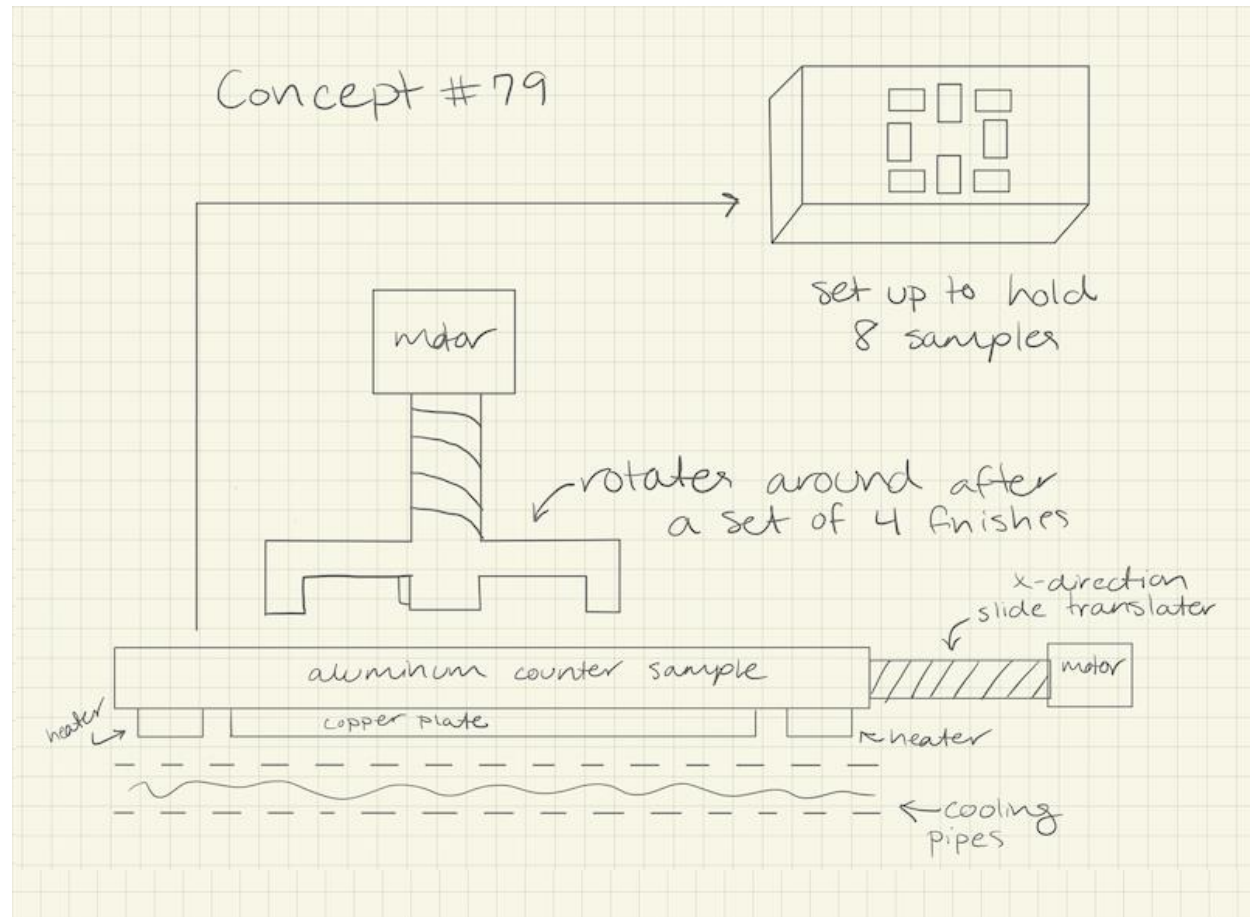 Concept #79
set up to hold
8 samples
motor
rotates around after
a set of 4 finishes
x-direction
slide translater
motor
aluminum counter sample
heater
copper plate
heater
cooling
pipes